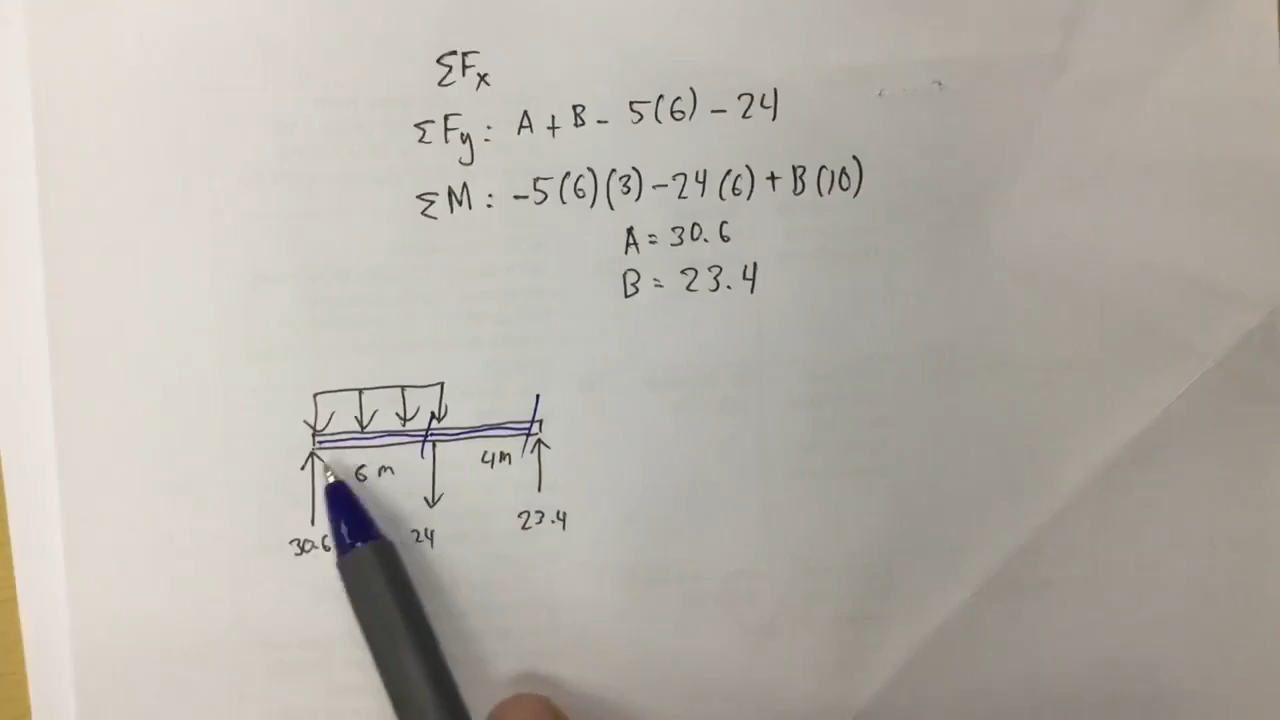 ΣFx
ΣFy: A + B - 5(6) - 24
ΣM: -5(6)(3) - 24(6) + B(10)
A = 30.6
B = 23.4
6 m 4m
30.6 24 23.4